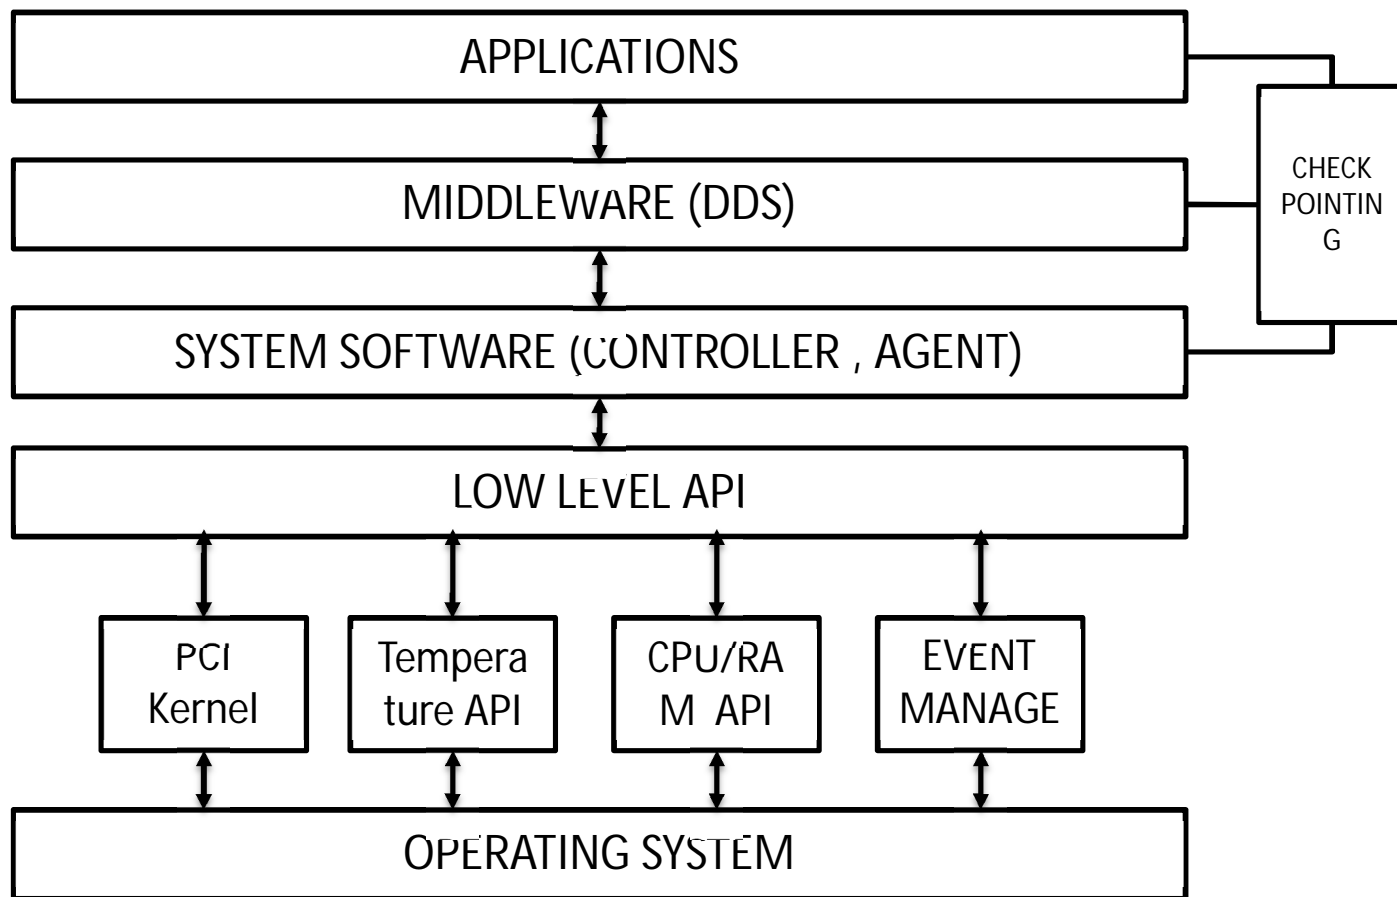 APPLICATIONS
MIDDLEWARE (DDS)
CHECK
POINTIN
G
SYSTEM SOFTWARE (CONTROLLER , AGENT)
LOW LEVEL API
PCI
Kernel
Tempera
ture API
CPU/RA
M API
EVENT
MANAGE
OPERATING SYSTEM